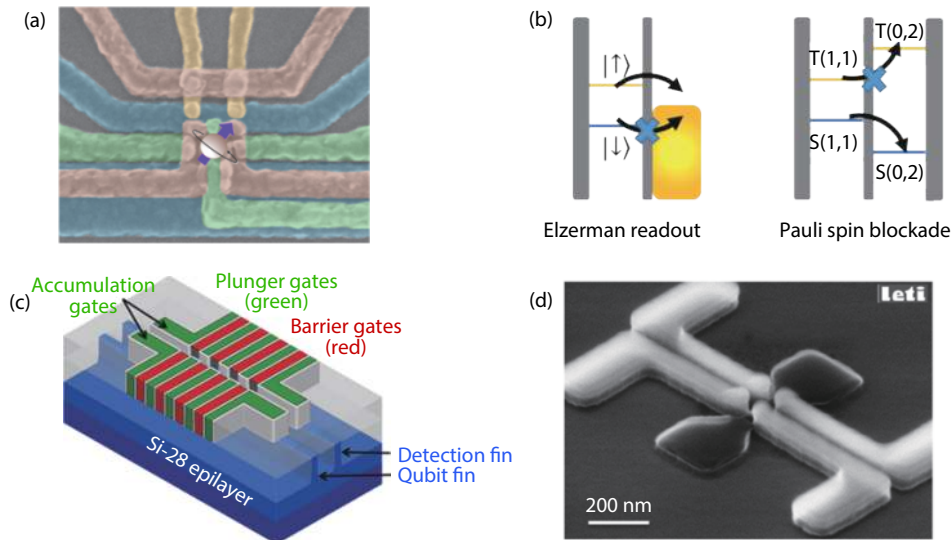 (a)
(b)
|↑⟩
|↓⟩
Elzerman readout
T(0,2)
T(1,1)
S(1,1)
S(0,2)
Pauli spin blockade
(c)
Accumulation
gates
Plunger gates
(green)
Barrier gates
(red)
Si-28 epilayer
Detection fin
Qubit fin
(d)
leti
200 nm